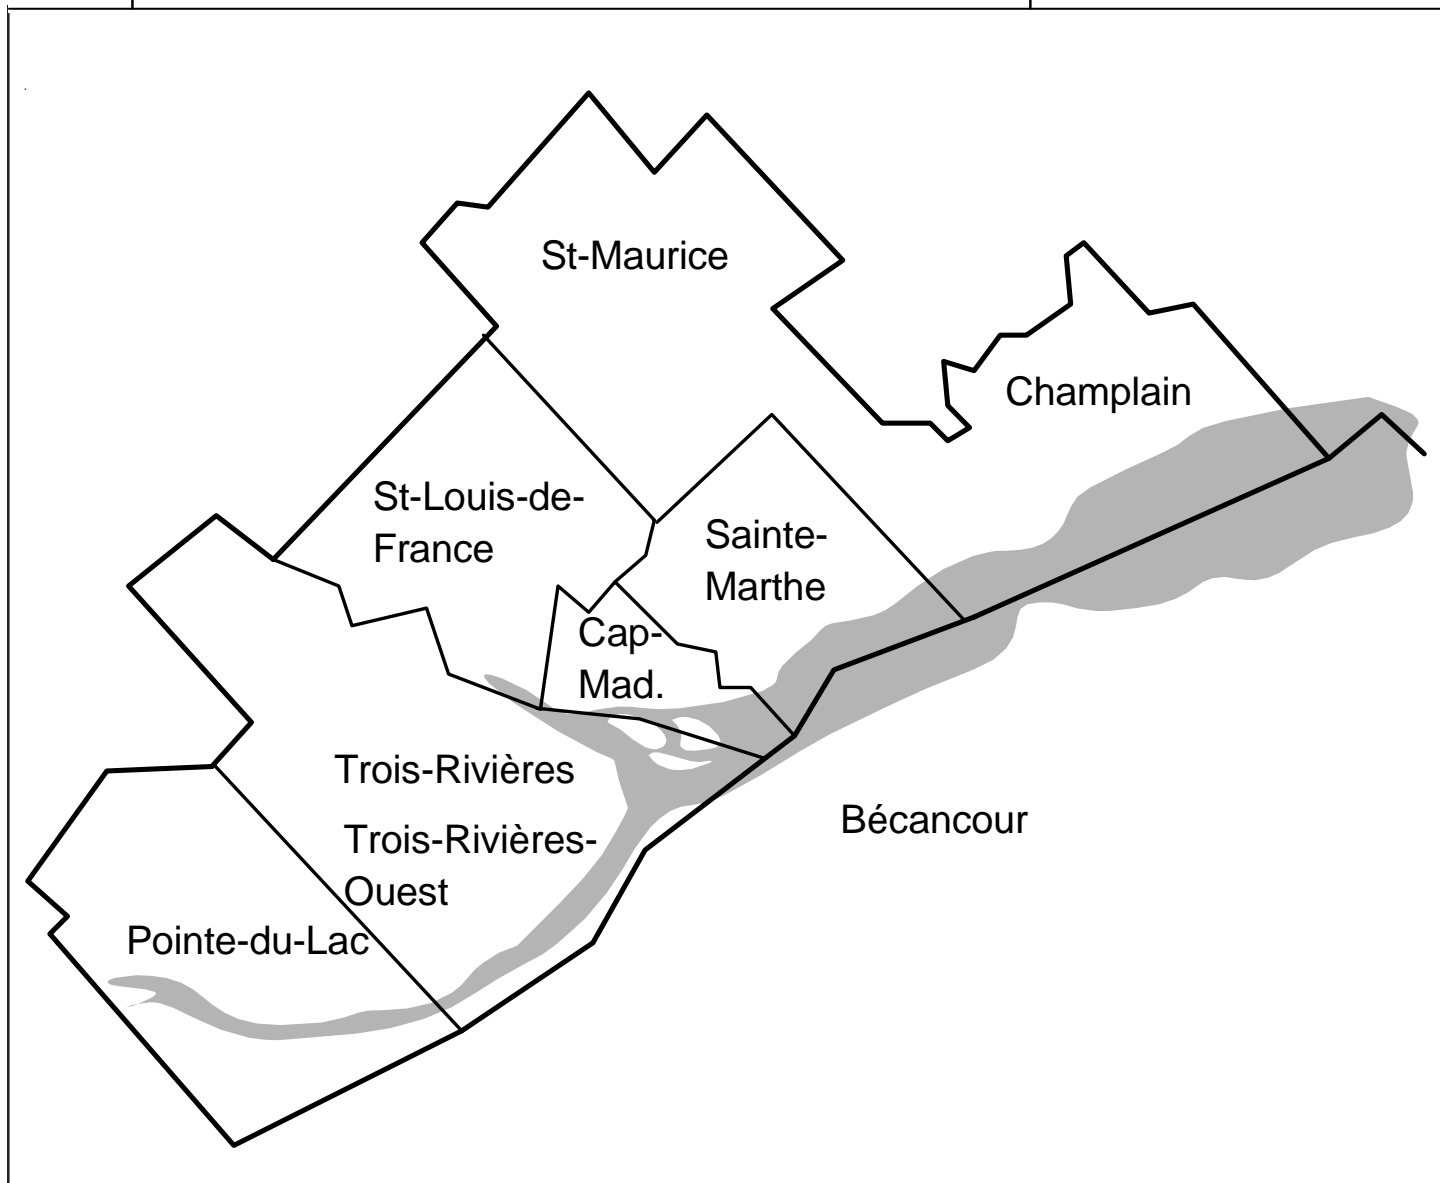 St-Maurice
Champlain
St-Louis-de-
France
Sainte-
Marthe
Cap-
Mad.
Trois-Rivières
Trois-Rivières-
Ouest
Bécancour
Pointe-du-Lac